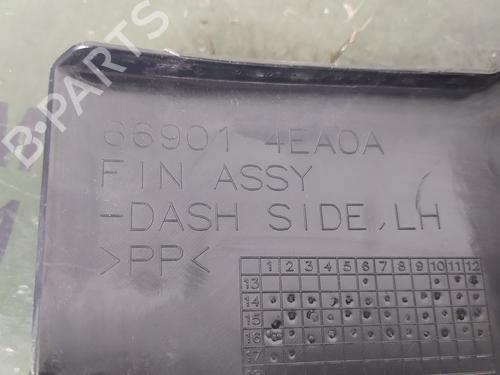 B-PARTS
66901 4EA0A
FIN ASSY
-DASH SIDE, LH
>PP<
1 2 3 4 5 6 7 8 9 10 11 12
13
14
15
16
17